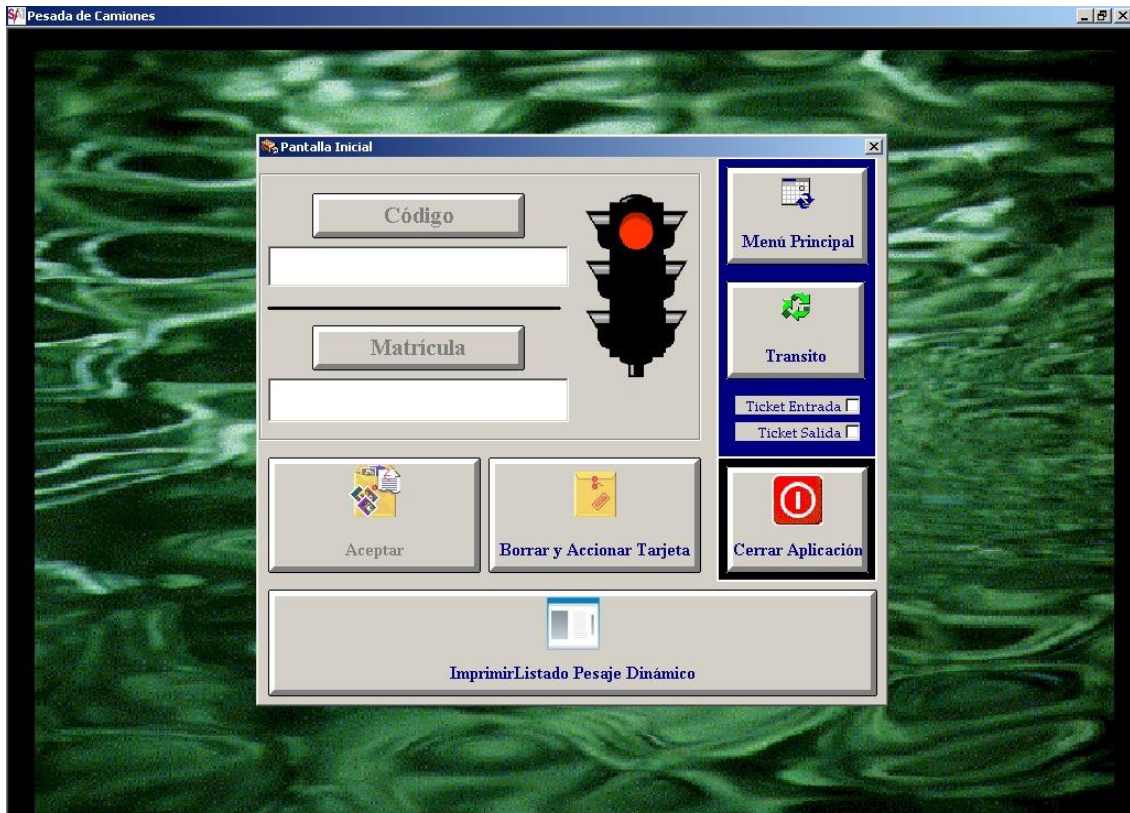 Pesada de Camiones
Pantalla Inicial
Código
Matrícula
Menú Principal
Transito
Ticket Entrada
Ticket Salida
Aceptar
Borrar y Accionar Tarjeta
Cerrar Aplicación
ImprimirListado Pesaje Dinámico